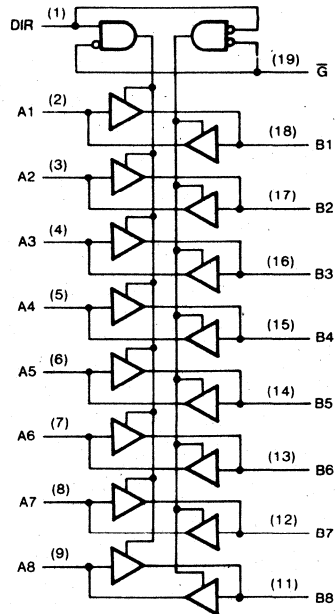 DIR (1)
(19) G̅
A1 (2)
(18) B1
A2 (3)
(17) B2
A3 (4)
(16) B3
A4 (5)
(15) B4
A5 (6)
(14) B5
A6 (7)
(13) B6
A7 (8)
(12) B7
A8 (9)
(11) B8